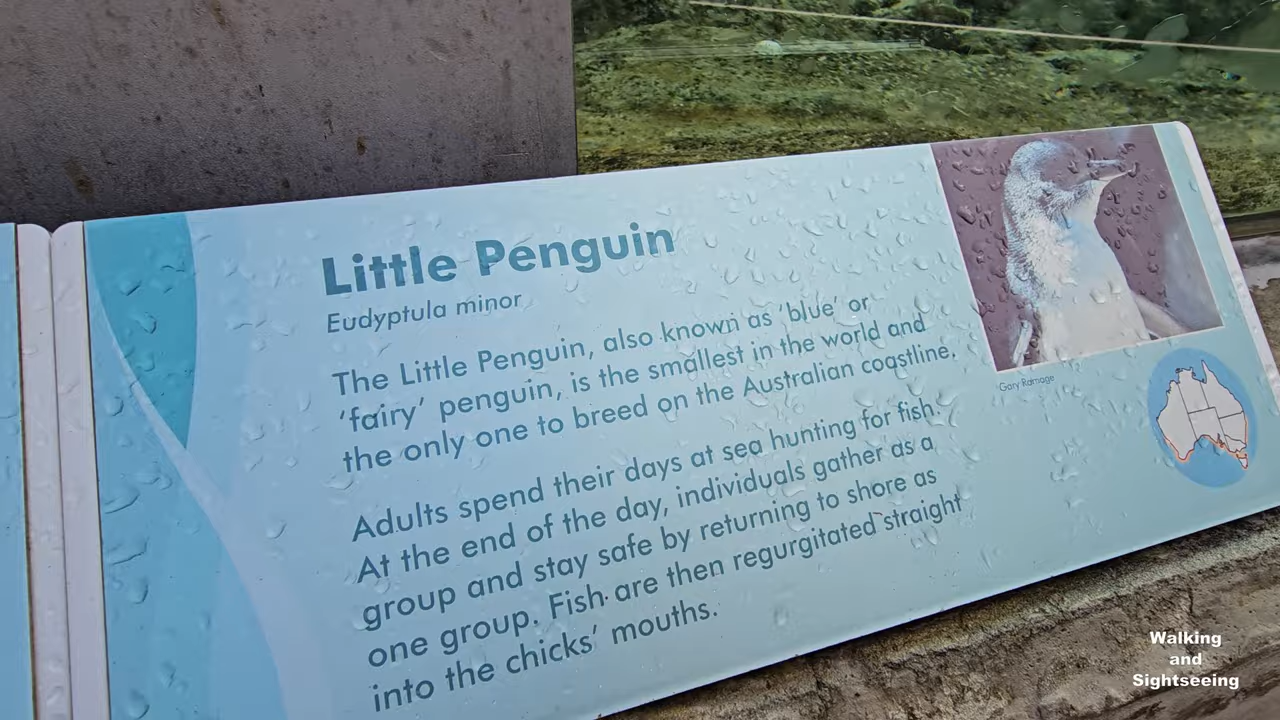 Little Penguin
Eudyptula minor
The Little Penguin, also known as ‘blue’ or
‘fairy’ penguin, is the smallest in the world and
the only one to breed on the Australian coastline.
Adults spend their days at sea hunting for fish.
At the end of the day, individuals gather as a
group and stay safe by returning to shore as
one group. Fish are then regurgitated straight
into the chicks’ mouths.
Gary Ramage
Walking
and
Sightseeing